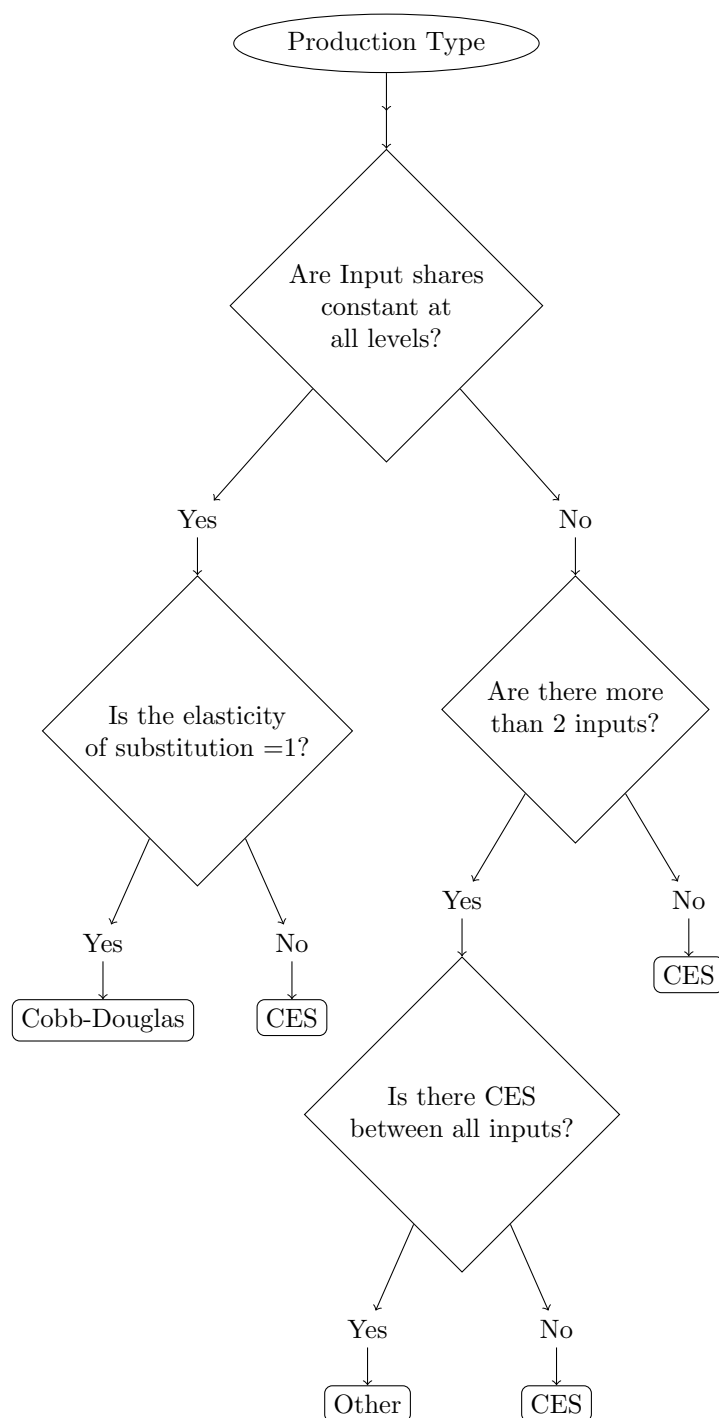 Production Type
Are Input shares
constant at
all levels?
Yes
No
Is the elasticity
of substitution =1?
Are there more
than 2 inputs?
Yes
No
Cobb-Douglas
CES
Yes
No
CES
Is there CES
between all inputs?
Yes
No
Other
CES